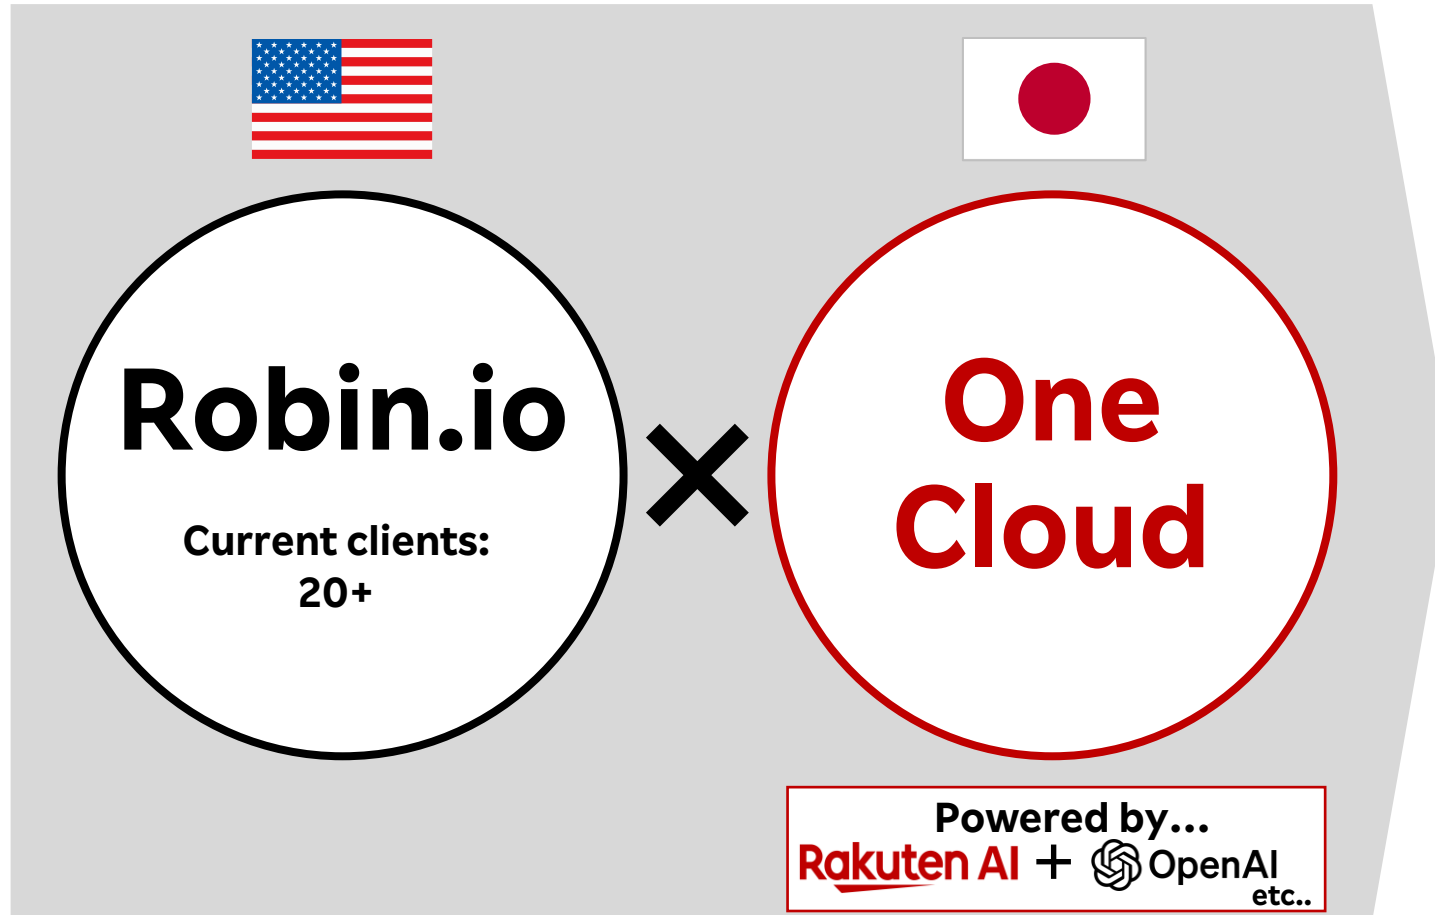 Robin.io
Current clients:
20+
One
Cloud
Powered by...
Rakuten AI + OpenAI
etc..